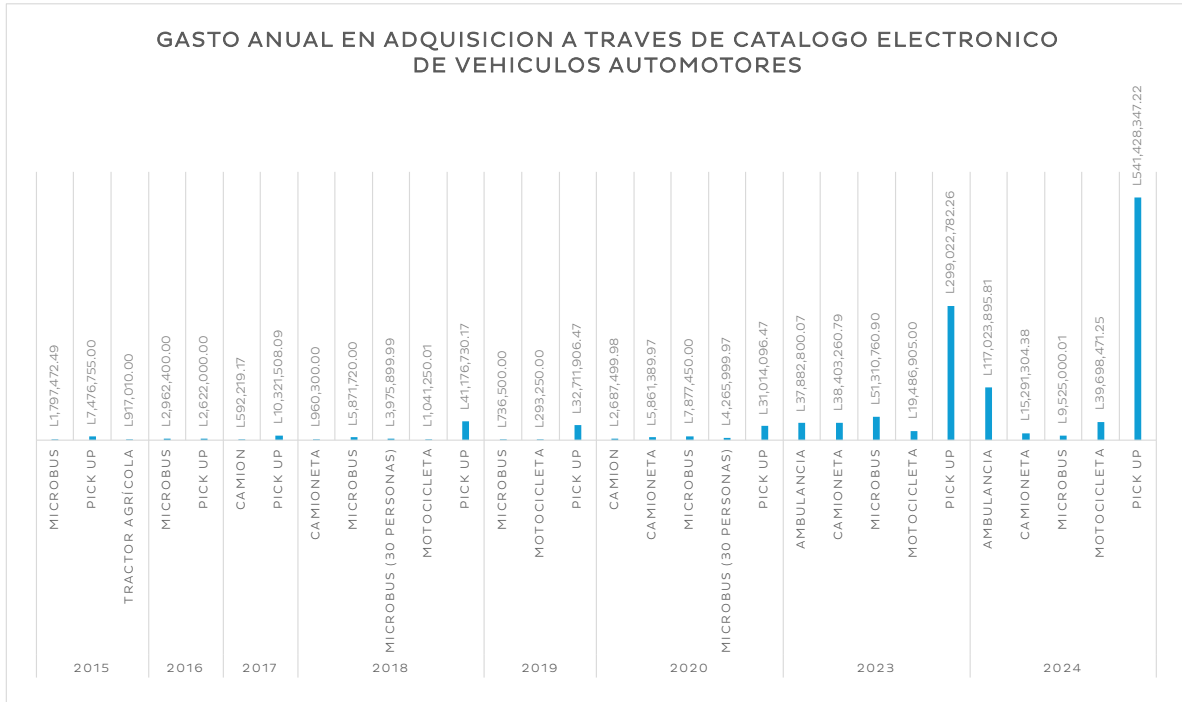 GASTO ANUAL EN ADQUISICION A TRAVES DE CATALOGO ELECTRONICO
DE VEHICULOS AUTOMOTORES
L1,797,472.49
L7,476,755.00
L917,010.00
L2,962,400.00
L2,622,000.00
L592,219.17
L10,321,508.09
L960,300.00
L5,871,720.00
L3,975,899.99
L1,041,250.01
L41,176,730.17
L736,500.00
L293,250.00
L32,711,906.47
L2,687,499.98
L5,861,389.97
L7,877,450.00
L4,265,999.97
L31,014,096.47
L37,882,800.07
L38,403,260.79
L51,310,760.90
L19,486,905.00
L299,022,782.26
L117,023,895.81
L15,291,304.38
L9,525,000.01
L39,698,471.25
L541,428,347.22
MICROBUS
PICK UP
TRACTOR AGRÍCOLA
MICROBUS
PICK UP
CAMION
PICK UP
CAMIONETA
MICROBUS
MICROBUS (30 PERSONAS)
MOTOCICLETA
PICK UP
MICROBUS
MOTOCICLETA
PICK UP
CAMION
CAMIONETA
MICROBUS
MICROBUS (30 PERSONAS)
PICK UP
AMBULANCIA
CAMIONETA
MICROBUS
MOTOCICLETA
PICK UP
AMBULANCIA
CAMIONETA
MICROBUS
MOTOCICLETA
PICK UP
2015
2016
2017
2018
2019
2020
2023
2024